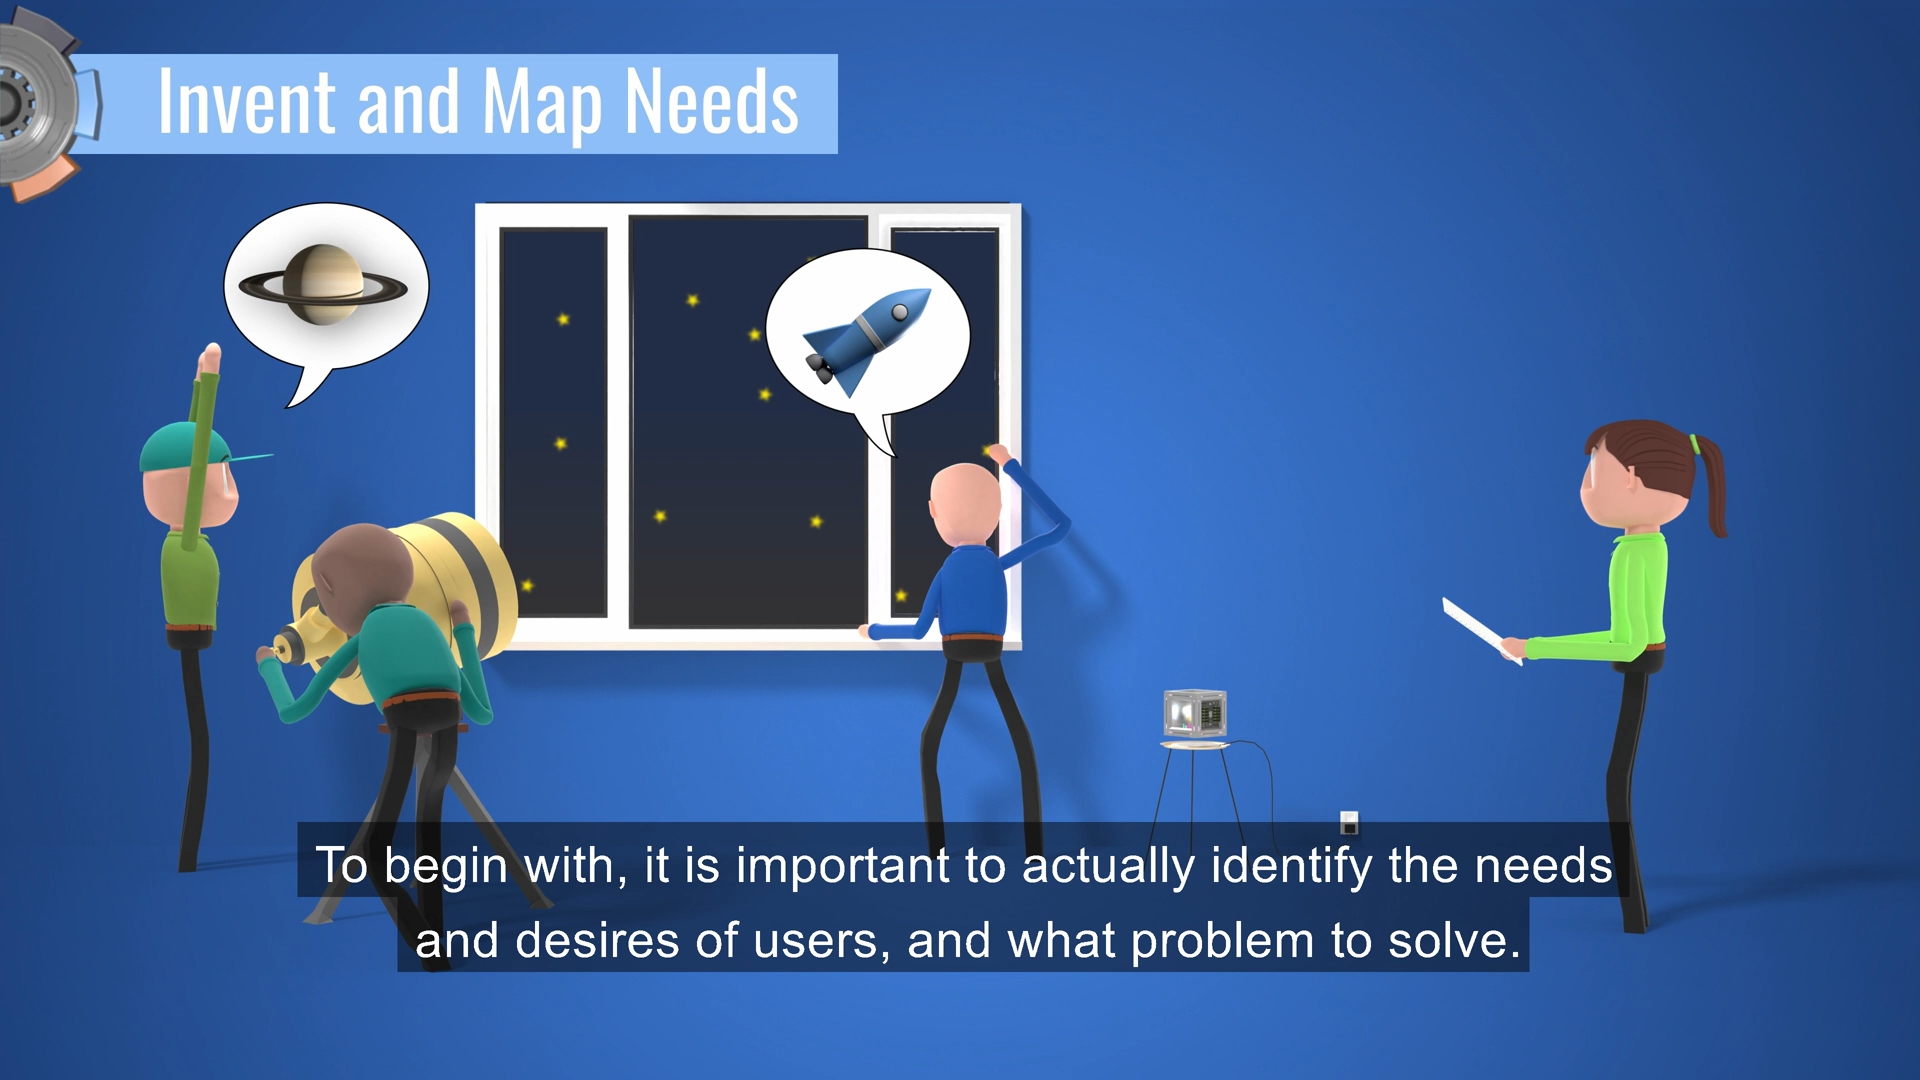 Invent and Map Needs
To begin with, it is important to actually identify the needs
and desires of users, and what problem to solve.